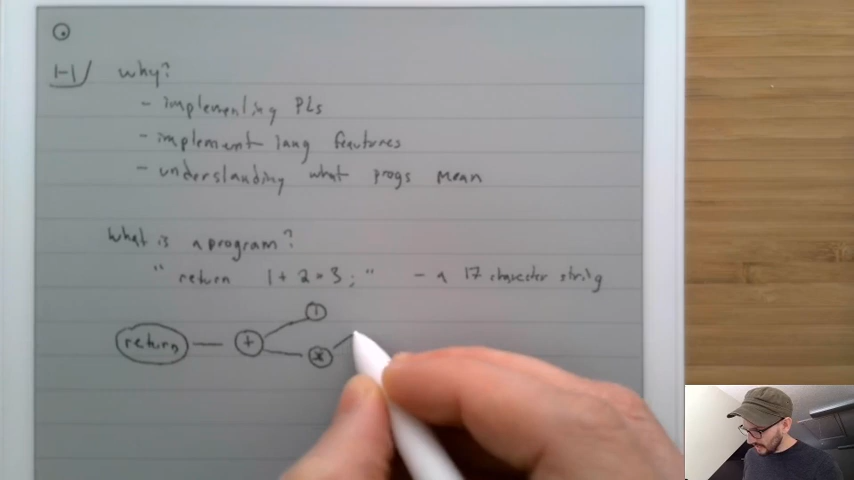 1-1/ why?
- implementing PLs
- implement lang features
- understanding what progs mean
What is a program?
" return 1 + 2 * 3 ; " - a 17 character string
1
return + *